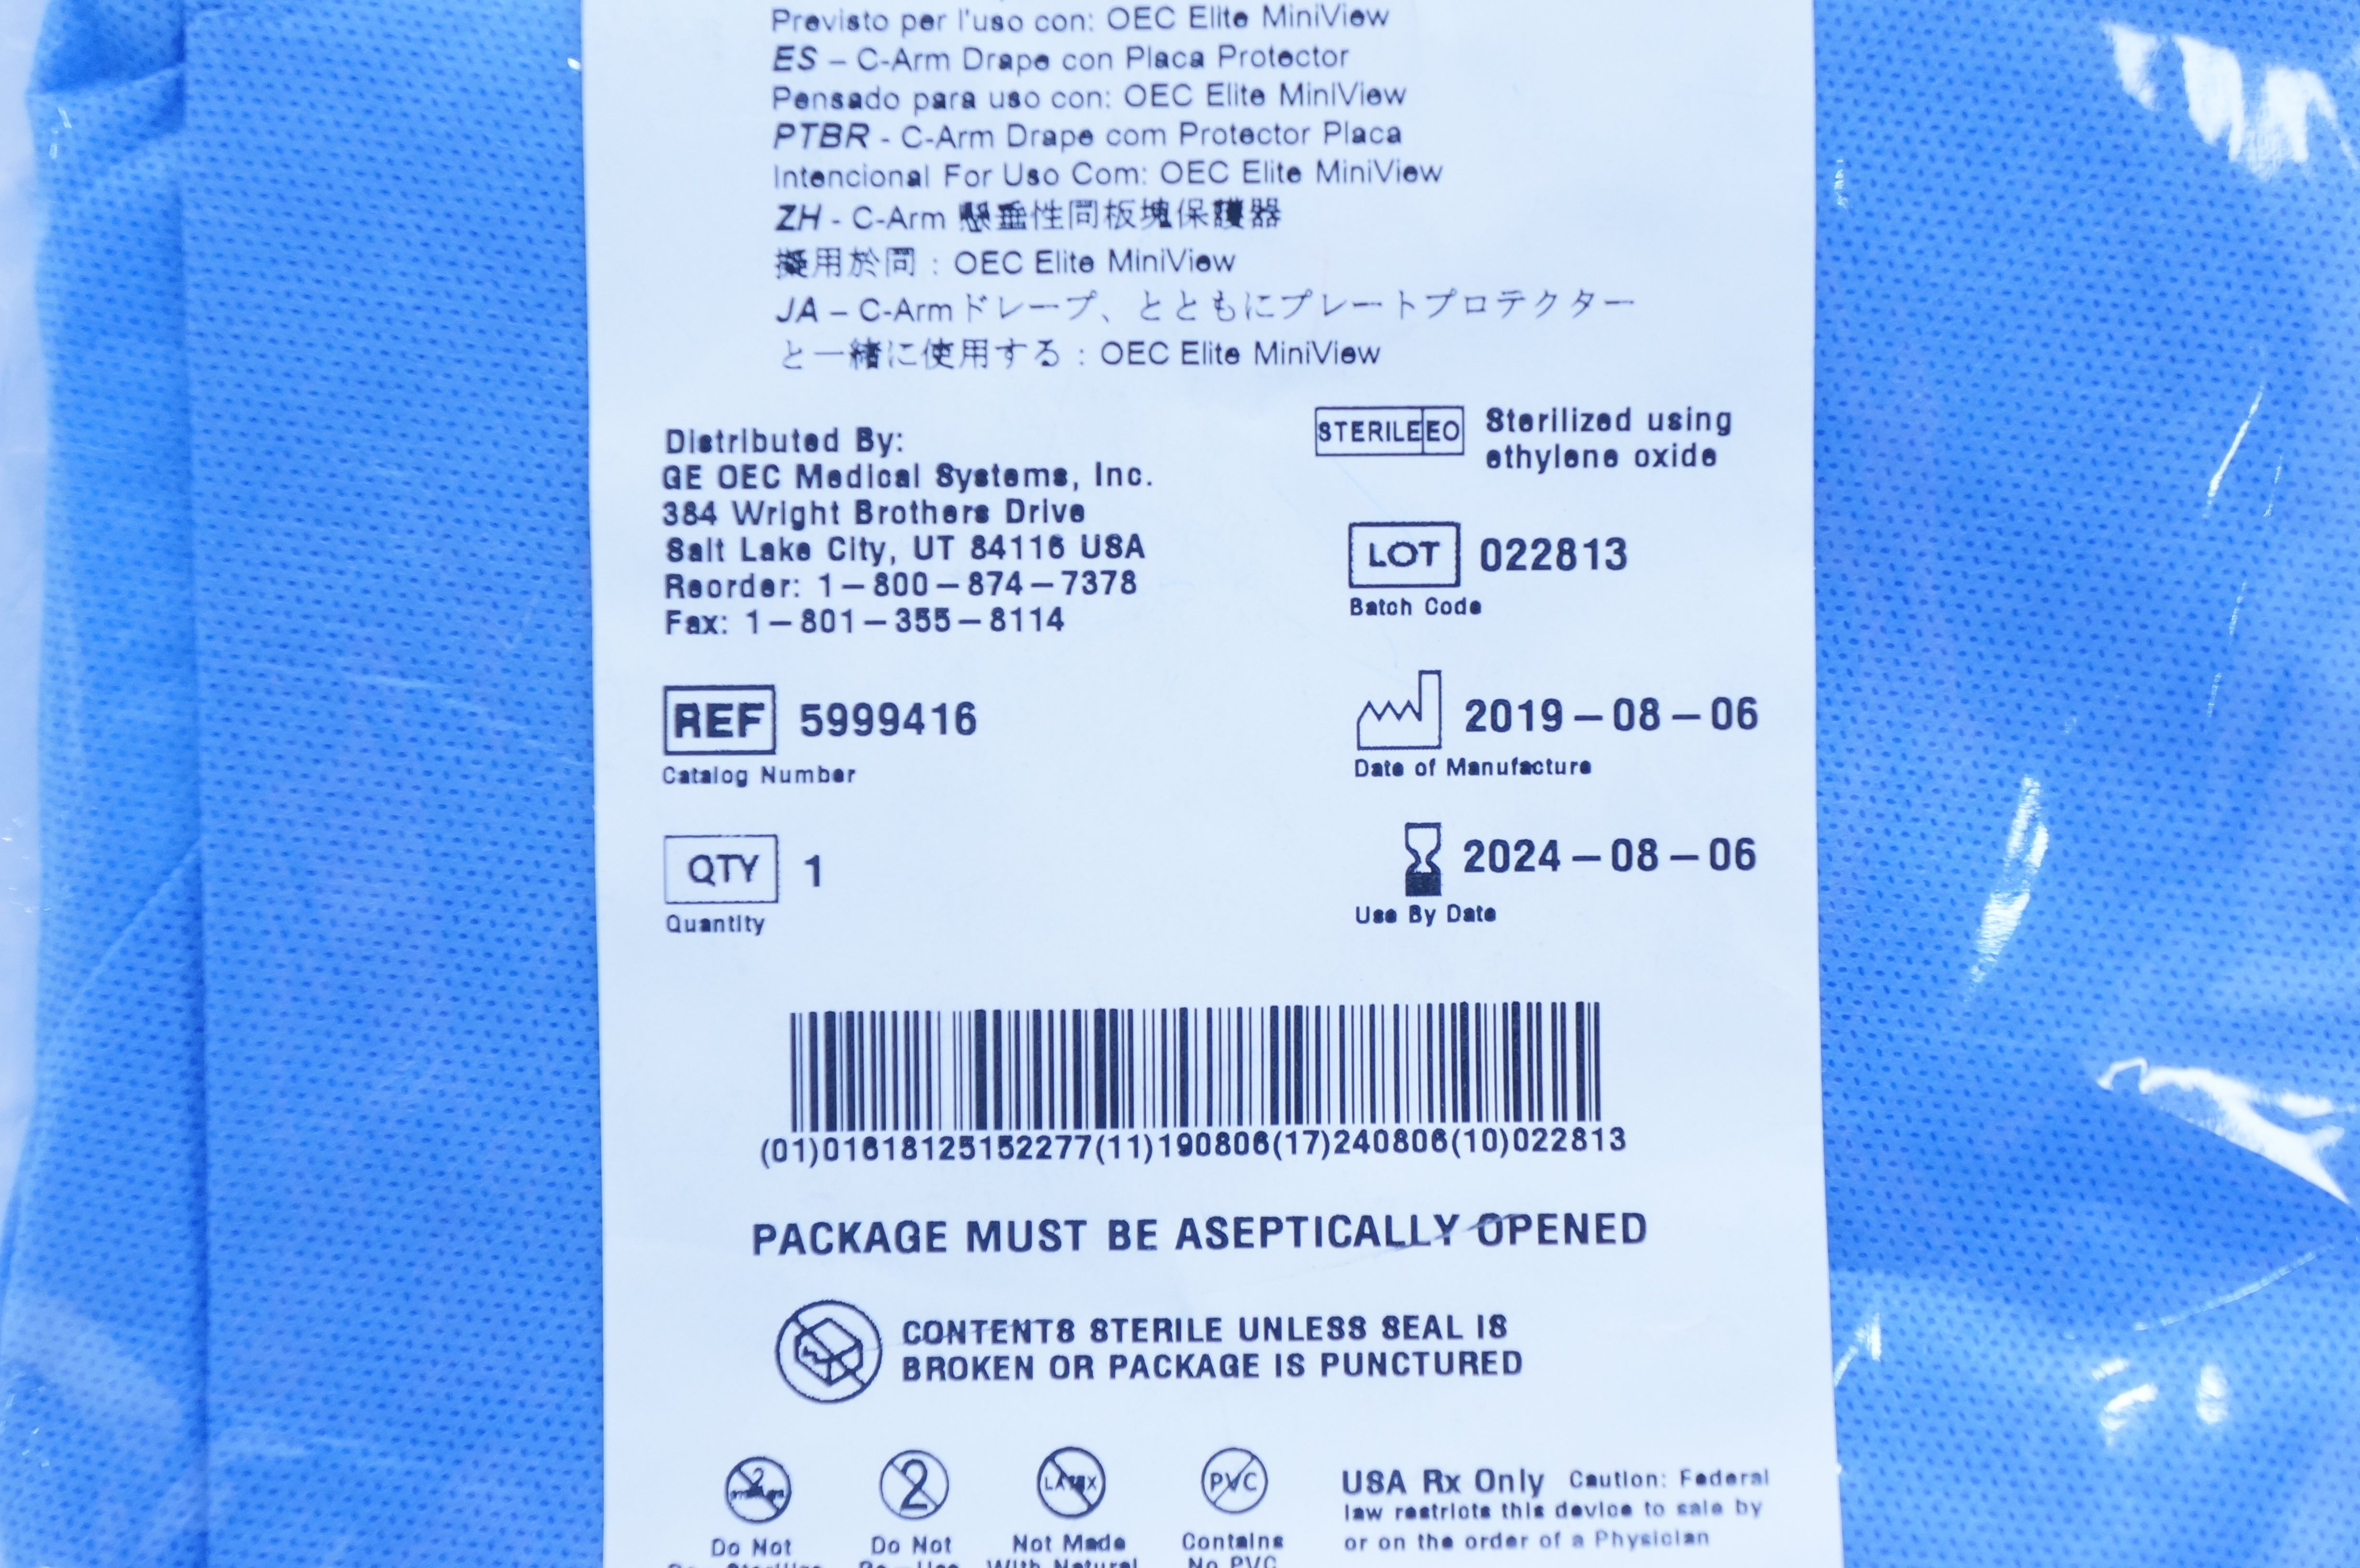 Previsto per l'uso con: OEC Elite MiniView
ES – C-Arm Drape con Placa Protector
Pensado para uso con: OEC Elite MiniView
PTBR - C-Arm Drape com Protector Placa
Intencional For Uso Com: OEC Elite MiniView
ZH - C-Arm 懸垂性同板塊保護器
擬用於同 : OEC Elite MiniView
JA – C-Armドレープ、とともにプレートプロテクター
と一緒に使用する : OEC Elite MiniView
Distributed By:
GE OEC Medical Systems, Inc.
384 Wright Brothers Drive
Salt Lake City, UT 84116 USA
Reorder: 1–800–874–7378
Fax: 1–801–355–8114
STERILE EO Sterilized using
ethylene oxide
LOT 022813
Batch Code
REF 5999416
Catalog Number
2019–08–06
Date of Manufacture
QTY 1
Quantity
2024–08–06
Use By Date
(01)01618125152277(11)190806(17)240806(10)022813
PACKAGE MUST BE ASEPTICALLY OPENED
CONTENTS STERILE UNLESS SEAL IS
BROKEN OR PACKAGE IS PUNCTURED
2 2 LATEX PVC
Do Not Do Not Not Made Contains
With Natural No PVC
USA Rx Only Caution: Federal
law restricts this device to sale by
or on the order of a Physician